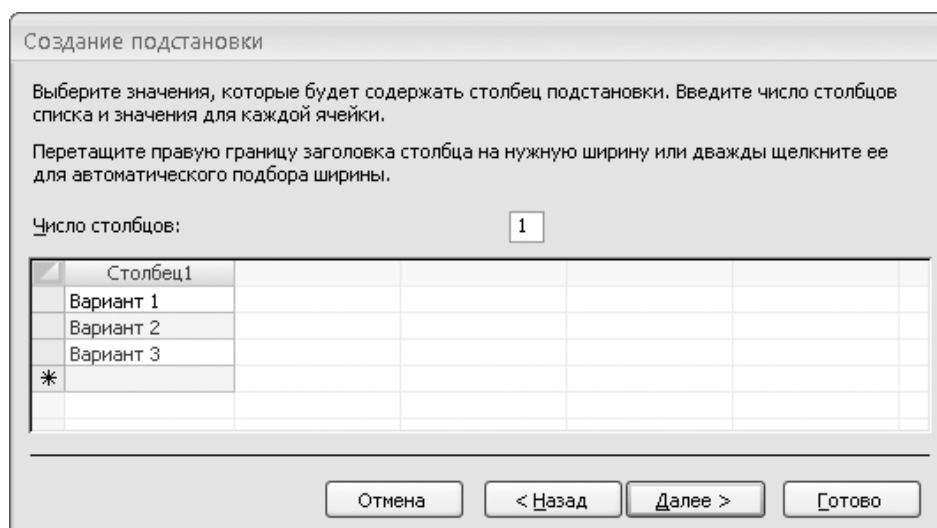 Создание подстановки
Выберите значения, которые будет содержать столбец подстановки. Введите число столбцов
списка и значения для каждой ячейки.
Перетащите правую границу заголовка столбца на нужную ширину или дважды щелкните ее
для автоматического подбора ширины.
Число столбцов: 1
Столбец1
Вариант 1
Вариант 2
Вариант 3
Отмена < Назад Далее > Готово